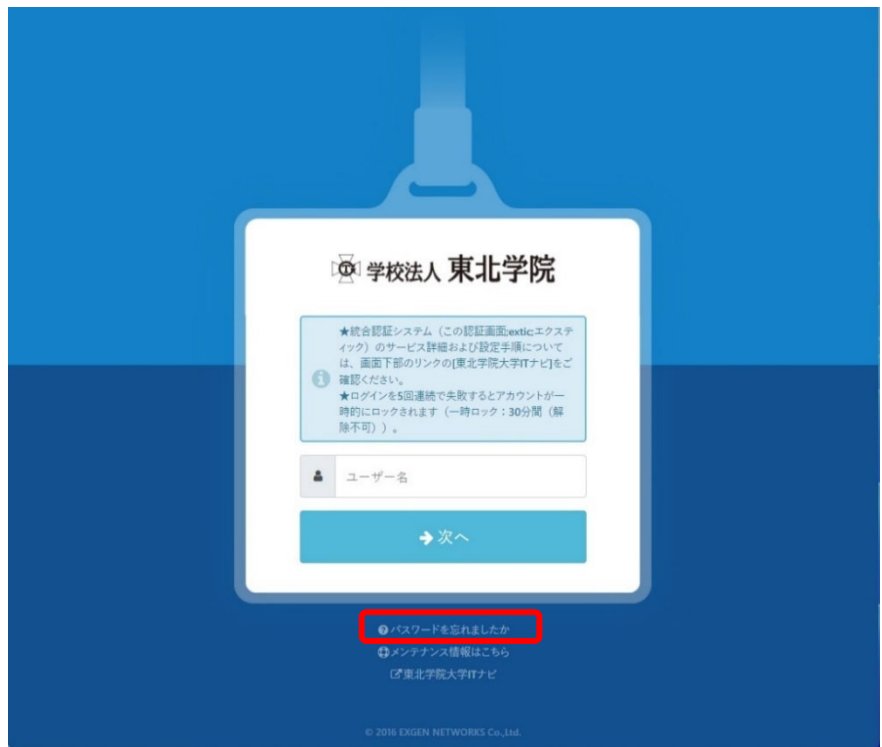 学校法人 東北学院
★統合認証システム（この認証画面:extic:エクステ
ィック）のサービス詳細および設定手順について
は、画面下部のリンクの[東北学院大学ITナビ]をご
確認ください。
★ログインを5回連続で失敗するとアカウントが一
時的にロックされます（一時ロック：30分間（解
除不可））。
ユーザー名
次へ
パスワードを忘れましたか
メンテナンス情報はこちら
東北学院大学ITナビ
© 2016 EXGEN NETWORKS Co.,Ltd.